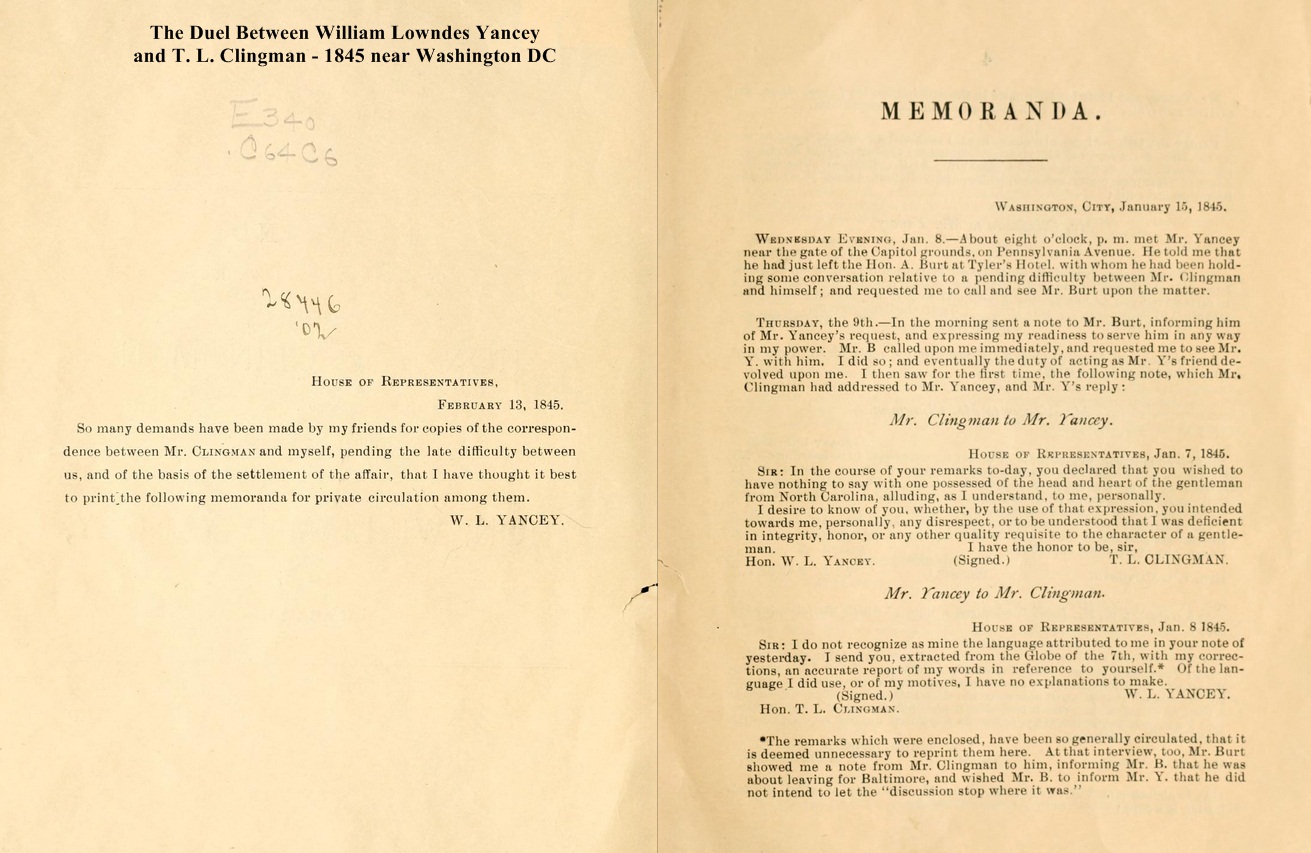 The Duel Between William Lowndes Yancey
and T. L. Clingman - 1845 near Washington DC
E340
.C64C6
28446
'02
House of Representatives,
February 13, 1845.
So many demands have been made by my friends for copies of the correspon-
dence between Mr. Clingman and myself, pending the late difficulty between
us, and of the basis of the settlement of the affair, that I have thought it best
to print the following memoranda for private circulation among them.
W. L. YANCEY.
MEMORANDA.
Washington, City, January 15, 1845.
Wednesday Evening, Jan. 8.—About eight o'clock, p. m. met Mr. Yancey
near the gate of the Capitol grounds, on Pennsylvania Avenue. He told me that
he had just left the Hon. A. Burt at Tyler's Hotel. with whom he had been hold-
ing some conversation relative to a pending difficulty between Mr. Clingman
and himself; and requested me to call and see Mr. Burt upon the matter.
Thursday, the 9th.—In the morning sent a note to Mr. Burt, informing him
of Mr. Yancey's request, and expressing my readiness to serve him in any way
in my power. Mr. B called upon me immediately, and requested me to see Mr.
Y. with him. I did so; and eventually the duty of acting as Mr. Y's friend de-
volved upon me. I then saw for the first time, the following note, which Mr.
Clingman had addressed to Mr. Yancey, and Mr. Y's reply:
Mr. Clingman to Mr. Yancey.
House of Representatives, Jan. 7, 1845.
Sir: In the course of your remarks to-day, you declared that you wished to
have nothing to say with one possessed of the head and heart of the gentleman
from North Carolina, alluding, as I understand, to me, personally.
I desire to know of you, whether, by the use of that expression, you intended
towards me, personally, any disrespect, or to be understood that I was deficient
in integrity, honor, or any other quality requisite to the character of a gentle-
man. I have the honor to be, sir,
Hon. W. L. Yancey. (Signed.) T. L. CLINGMAN.
Mr. Yancey to Mr. Clingman.
House of Representatives, Jan. 8 1845.
Sir: I do not recognize as mine the language attributed to me in your note of
yesterday. I send you, extracted from the Globe of the 7th, with my correc-
tions, an accurate report of my words in reference to yourself.* Of the lan-
guage I did use, or of my motives, I have no explanations to make.
(Signed.) W. L. YANCEY.
Hon. T. L. Clingman.
*The remarks which were enclosed, have been so generally circulated, that it
is deemed unnecessary to reprint them here. At that interview, too, Mr. Burt
showed me a note from Mr. Clingman to him, informing Mr. B. that he was
about leaving for Baltimore, and wished Mr. B. to inform Mr. Y. that he did
not intend to let the "discussion stop where it was."